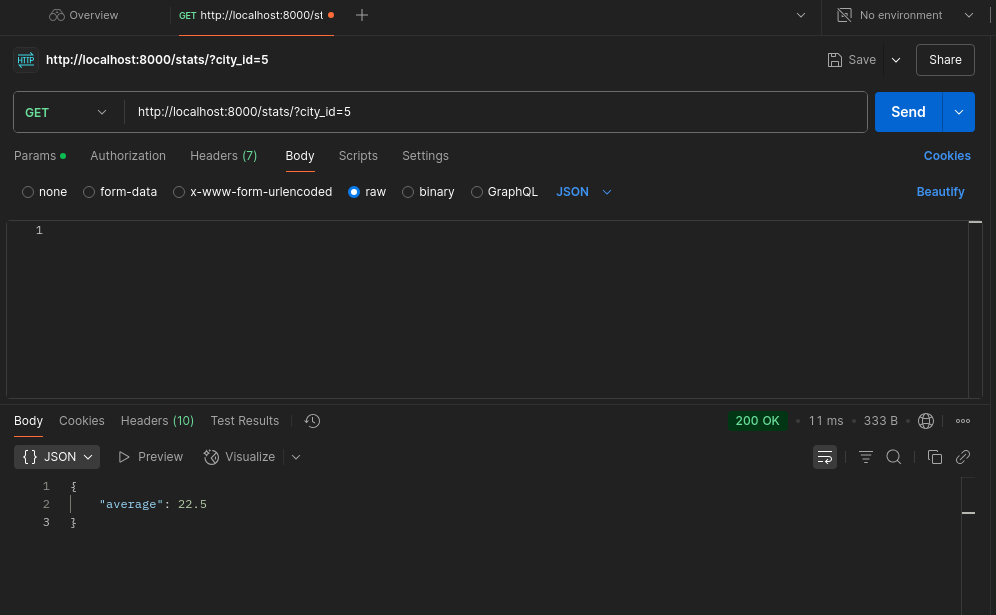 Overview
GET http://localhost:8000/st
No environment
HTTP http://localhost:8000/stats/?city_id=5
Save
Share
GET http://localhost:8000/stats/?city_id=5
Send
Params Authorization Headers (7) Body Scripts Settings Cookies
none form-data x-www-form-urlencoded raw binary GraphQL JSON Beautify
1
Body Cookies Headers (10) Test Results 200 OK • 11 ms • 333 B •
{} JSON Preview Visualize
1 {
2 "average": 22.5
3 }